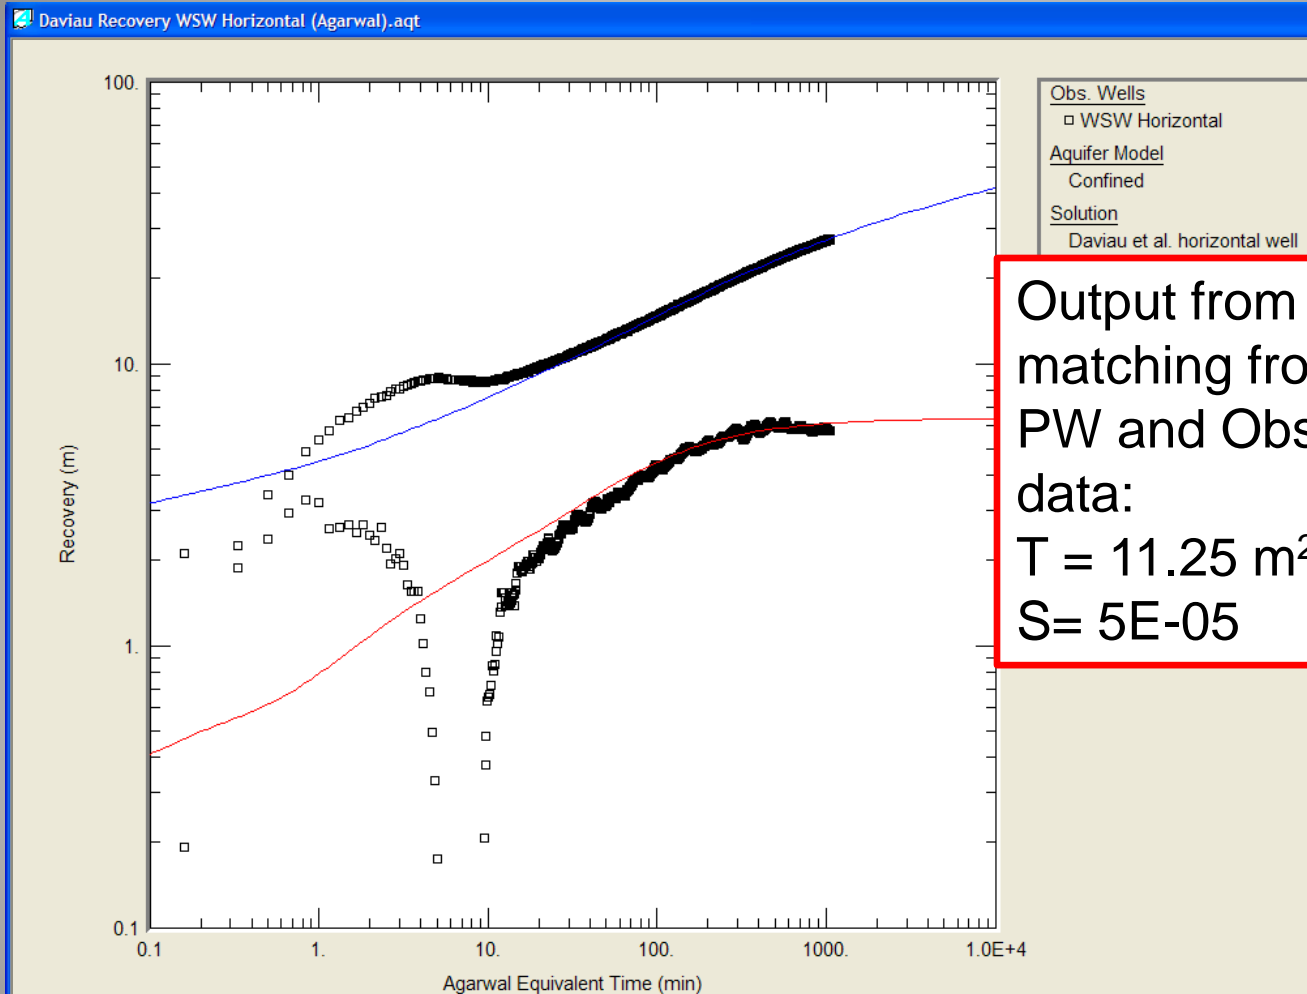 Daviau Recovery WSW Horizontal (Agarwal).aqt
100.
10.
1.
0.1
Recovery (m)
0.1
1.
10.
100.
1000.
1.0E+4
Agarwal Equivalent Time (min)
Obs. Wells
WSW Horizontal
Aquifer Model
Confined
Solution
Daviau et al. horizontal well
Output from
matching
PW and
data:
T = 11.25 m²
S= 5E-05